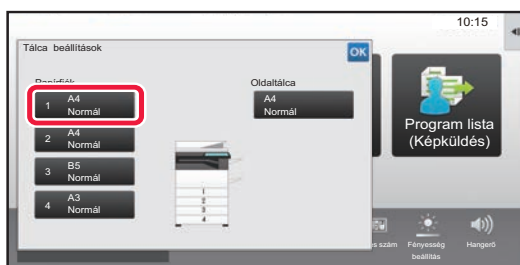 10:15
Tálca beállítások
OK
Papírfiók
Oldaltálca
1 A4
Normál
A4
Normál
2 A4
Normál
3 B5
Normál
4 A3
Normál
1
2
3
4
Program lista
(Képküldés)
szám
Fényesség
beállítás
Hangerő